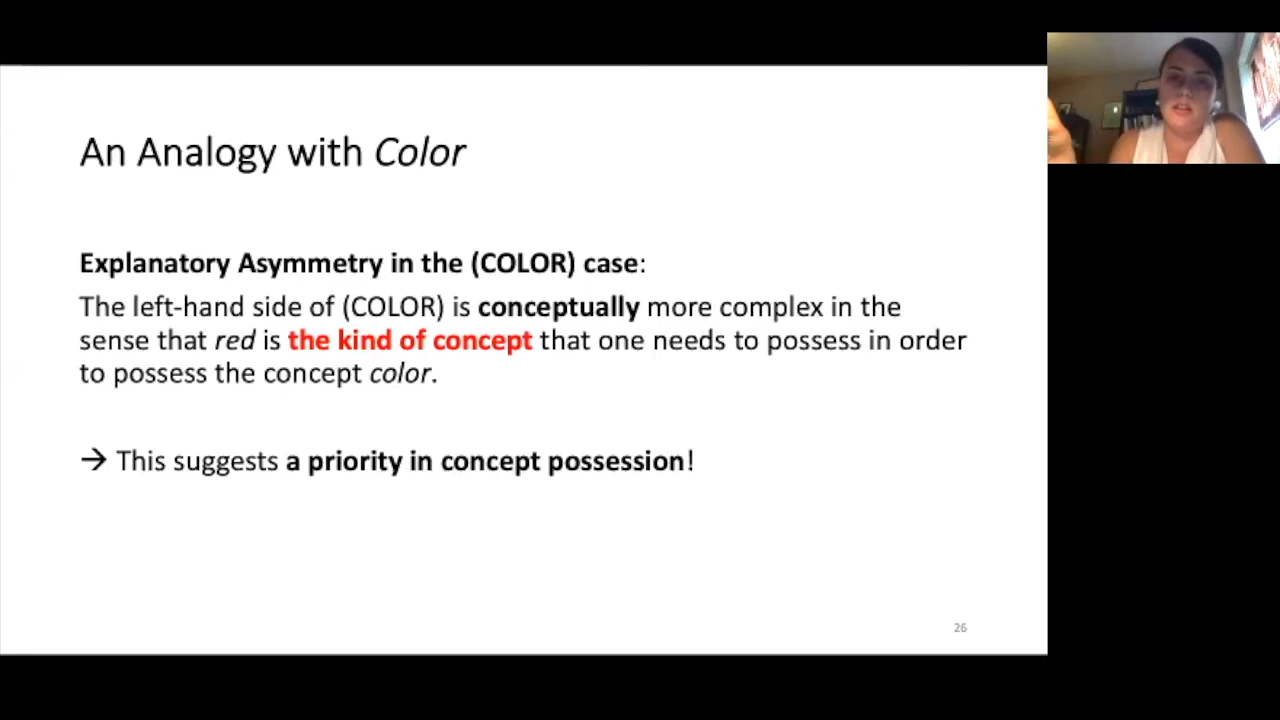 An Analogy with Color
Explanatory Asymmetry in the (COLOR) case:
The left-hand side of (COLOR) is conceptually more complex in the
sense that red is the kind of concept that one needs to possess in order
to possess the concept color.
→ This suggests a priority in concept possession!
26